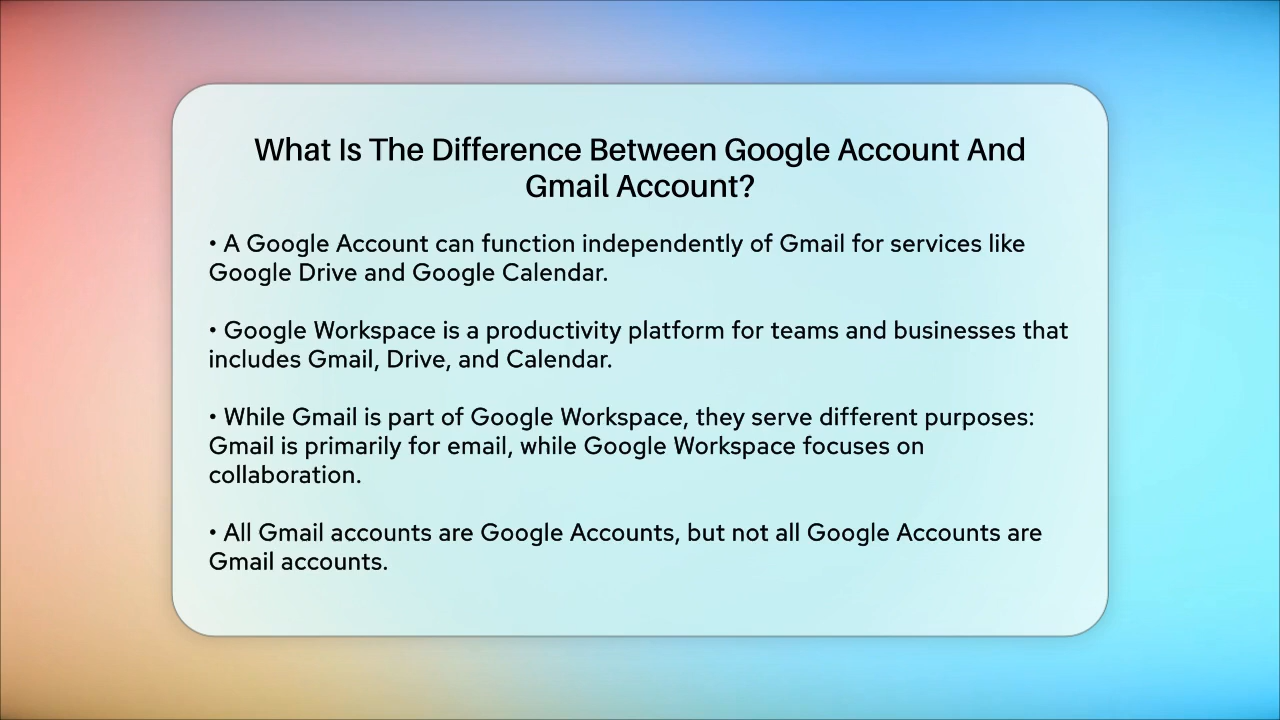 What Is The Difference Between Google Account And
Gmail Account?
• A Google Account can function independently of Gmail for services like
Google Drive and Google Calendar.
• Google Workspace is a productivity platform for teams and businesses that
includes Gmail, Drive, and Calendar.
• While Gmail is part of Google Workspace, they serve different purposes:
Gmail is primarily for email, while Google Workspace focuses on
collaboration.
• All Gmail accounts are Google Accounts, but not all Google Accounts are
Gmail accounts.